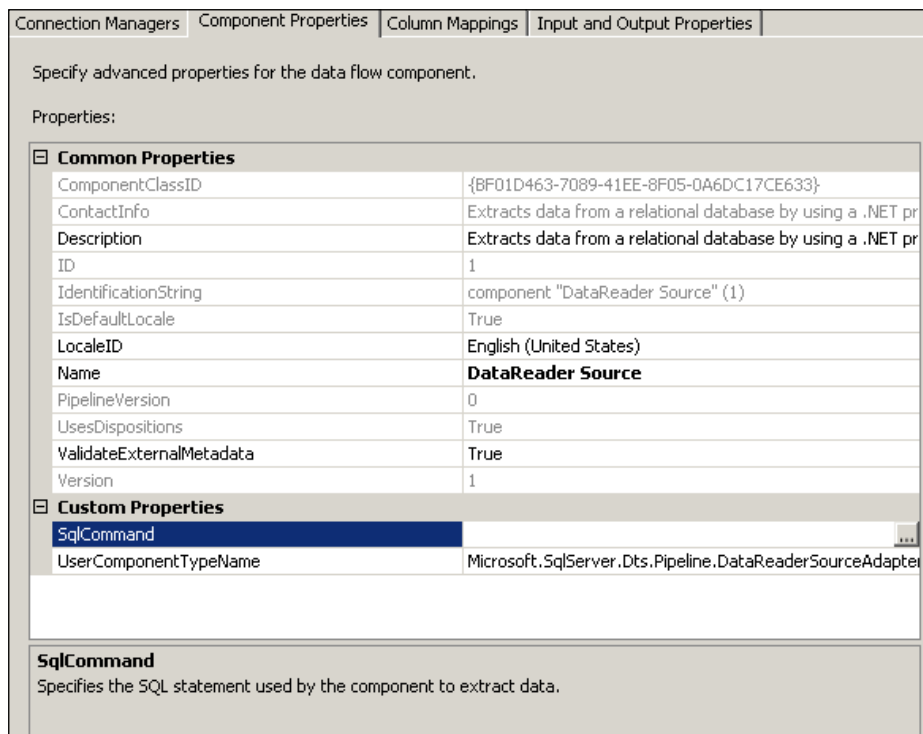 Connection Managers Component Properties Column Mappings Input and Output Properties
Specify advanced properties for the data flow component.
Properties:
Common Properties
ComponentClassID {BF01D463-7089-41EE-8F05-0A6DC17CE633}
ContactInfo Extracts data from a relational database by using a .NET pr
Description Extracts data from a relational database by using a .NET pr
ID 1
IdentificationString component "DataReader Source" (1)
IsDefaultLocale True
LocaleID English (United States)
Name DataReader Source
PipelineVersion 0
UsesDispositions True
ValidateExternalMetadata True
Version 1
Custom Properties
SqlCommand ...
UserComponentTypeName Microsoft.SqlServer.Dts.Pipeline.DataReaderSourceAdapter
SqlCommand
Specifies the SQL statement used by the component to extract data.